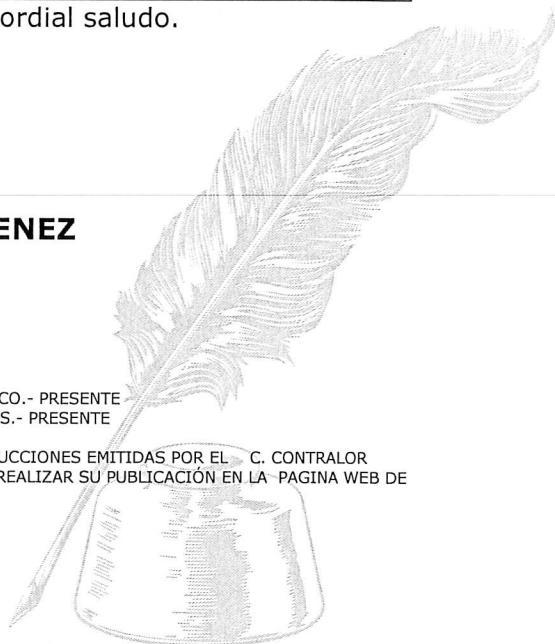 ordial saludo.
ENEZ
CO.- PRESENTE
S.- PRESENTE
UCCIONES EMITIDAS POR EL C. CONTRALOR
REALIZAR SU PUBLICACIÓN EN LA PAGINA WEB DE